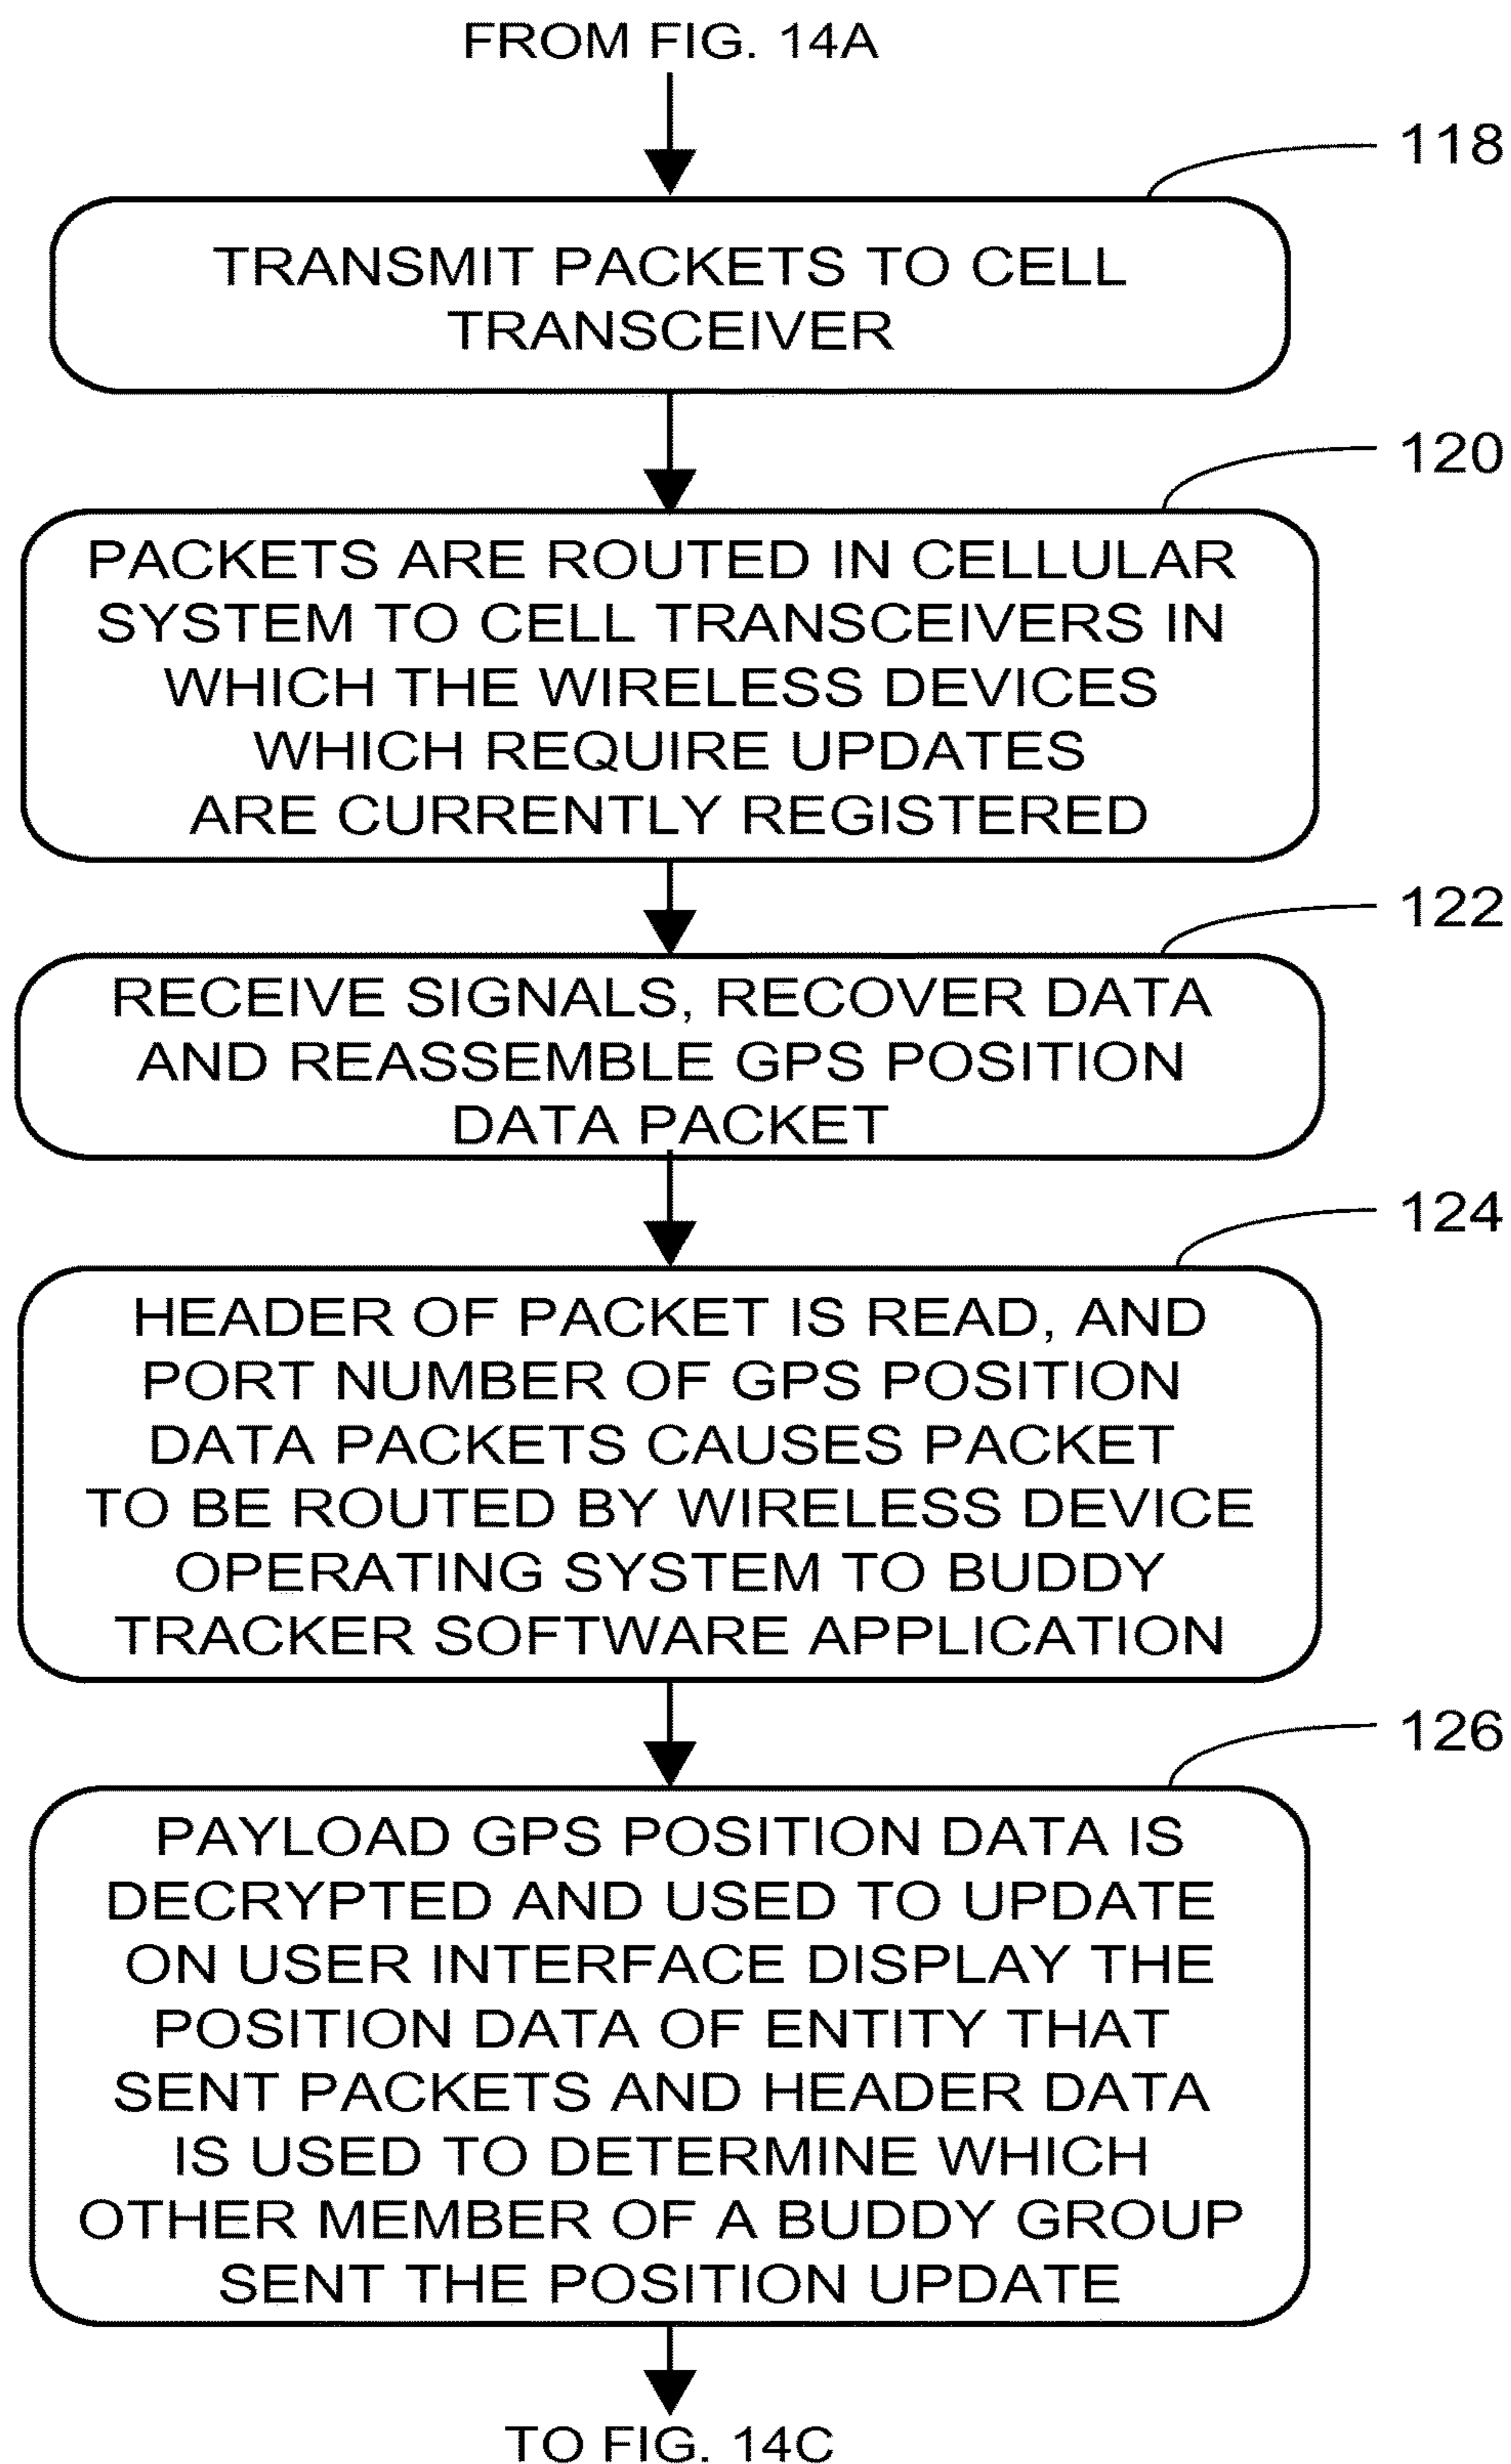 FROM FIG. 14A
118
TRANSMIT PACKETS TO CELL
TRANSCEIVER
120
PACKETS ARE ROUTED IN CELLULAR
SYSTEM TO CELL TRANSCEIVERS IN
WHICH THE WIRELESS DEVICES
WHICH REQUIRE UPDATES
ARE CURRENTLY REGISTERED
122
RECEIVE SIGNALS, RECOVER DATA
AND REASSEMBLE GPS POSITION
DATA PACKET
124
HEADER OF PACKET IS READ, AND
PORT NUMBER OF GPS POSITION
DATA PACKETS CAUSES PACKET
TO BE ROUTED BY WIRELESS DEVICE
OPERATING SYSTEM TO BUDDY
TRACKER SOFTWARE APPLICATION
126
PAYLOAD GPS POSITION DATA IS
DECRYPTED AND USED TO UPDATE
ON USER INTERFACE DISPLAY THE
POSITION DATA OF ENTITY THAT
SENT PACKETS AND HEADER DATA
IS USED TO DETERMINE WHICH
OTHER MEMBER OF A BUDDY GROUP
SENT THE POSITION UPDATE
TO FIG. 14C